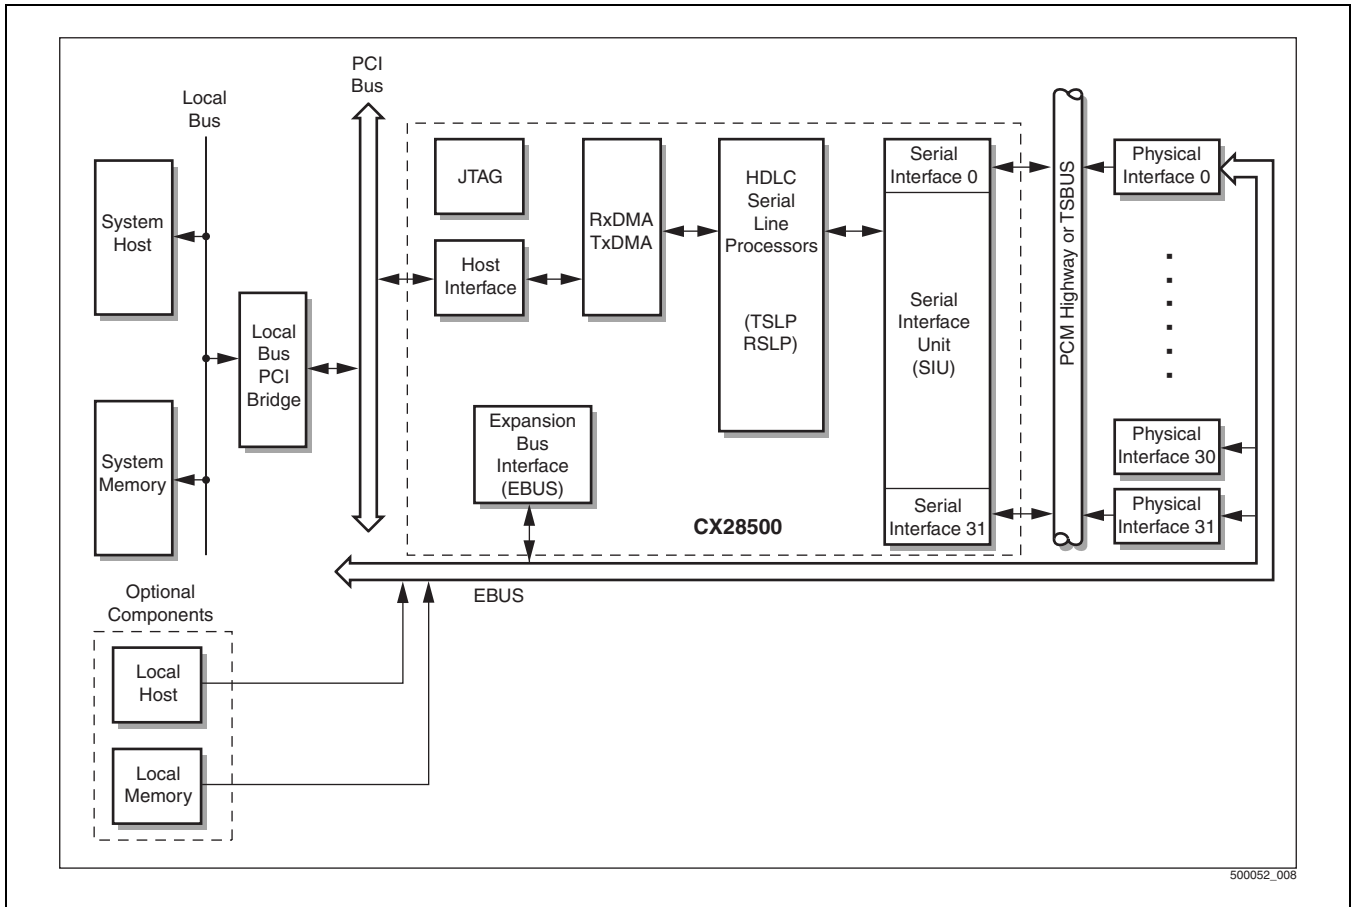 PCI
Bus
Local
Bus
System
Host
System
Memory
Local
Bus
PCI
Bridge
JTAG
Host
Interface
RxDMA
TxDMA
HDLC
Serial
Line
Processors
(TSLP
RSLP)
Serial
Interface 0
Serial
Interface
Unit
(SIU)
Serial
Interface 31
Expansion
Bus
Interface
(EBUS)
CX28500
PCM Highway or TSBUS
Physical
Interface 0
Physical
Interface 30
Physical
Interface 31
EBUS
Optional
Components
Local
Host
Local
Memory
500052_008